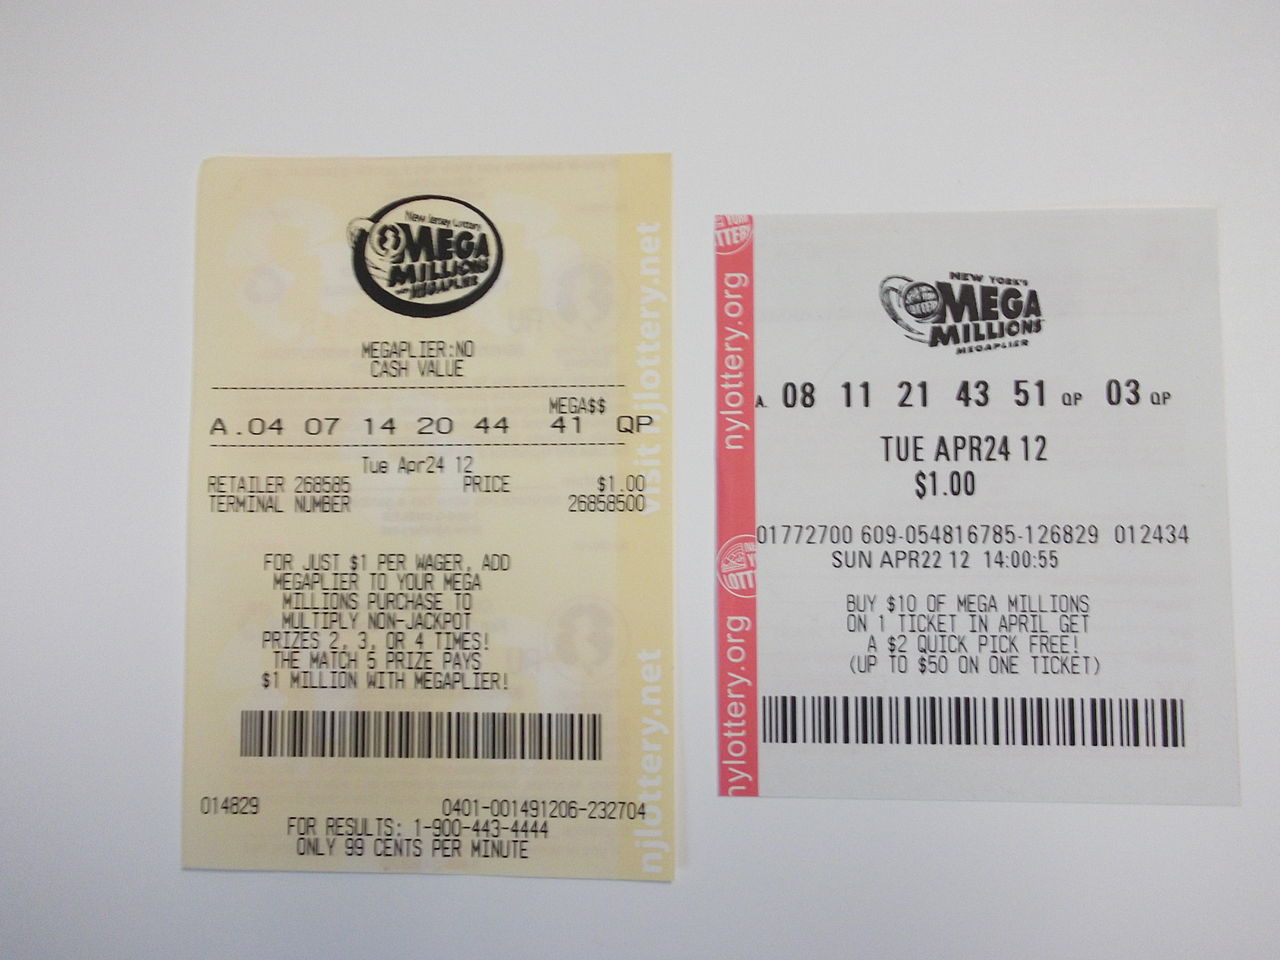 New Jersey Lottery
MEGA
MILLIONS
with MEGAPLIER
MEGAPLIER:NO
CASH VALUE
MEGA$$
A.04 07 14 20 44 41 QP
Tue Apr24 12
RETAILER 268585 PRICE $1.00
TERMINAL NUMBER 26858500
FOR JUST $1 PER WAGER, ADD
MEGAPLIER TO YOUR MEGA
MILLIONS PURCHASE TO
MULTIPLY NON-JACKPOT
PRIZES 2, 3, OR 4 TIMES!
THE MATCH 5 PRIZE PAYS
$1 MILLION WITH MEGAPLIER!
014829 0401-001491206-232704
FOR RESULTS: 1-900-443-4444
ONLY 99 CENTS PER MINUTE
visit njlottery.net
njlottery.net
nylottery.org
nylottery.org
NEW YORK'S
MEGA
MILLIONS
MEGAPLIER
A. 08 11 21 43 51 QP 03 QP
TUE APR24 12
$1.00
01772700 609-054816785-126829 012434
SUN APR22 12 14:00:55
BUY $10 OF MEGA MILLIONS
ON 1 TICKET IN APRIL GET
A $2 QUICK PICK FREE!
(UP TO $50 ON ONE TICKET)